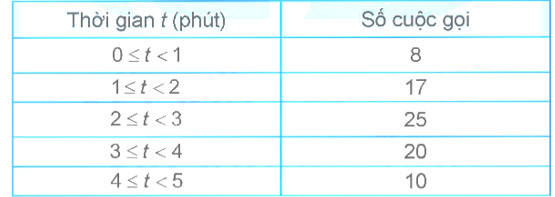 Thời gian t (phút) Số cuộc gọi
0 ≤ t < 1 8
1 ≤ t < 2 17
2 ≤ t < 3 25
3 ≤ t < 4 20
4 ≤ t < 5 10